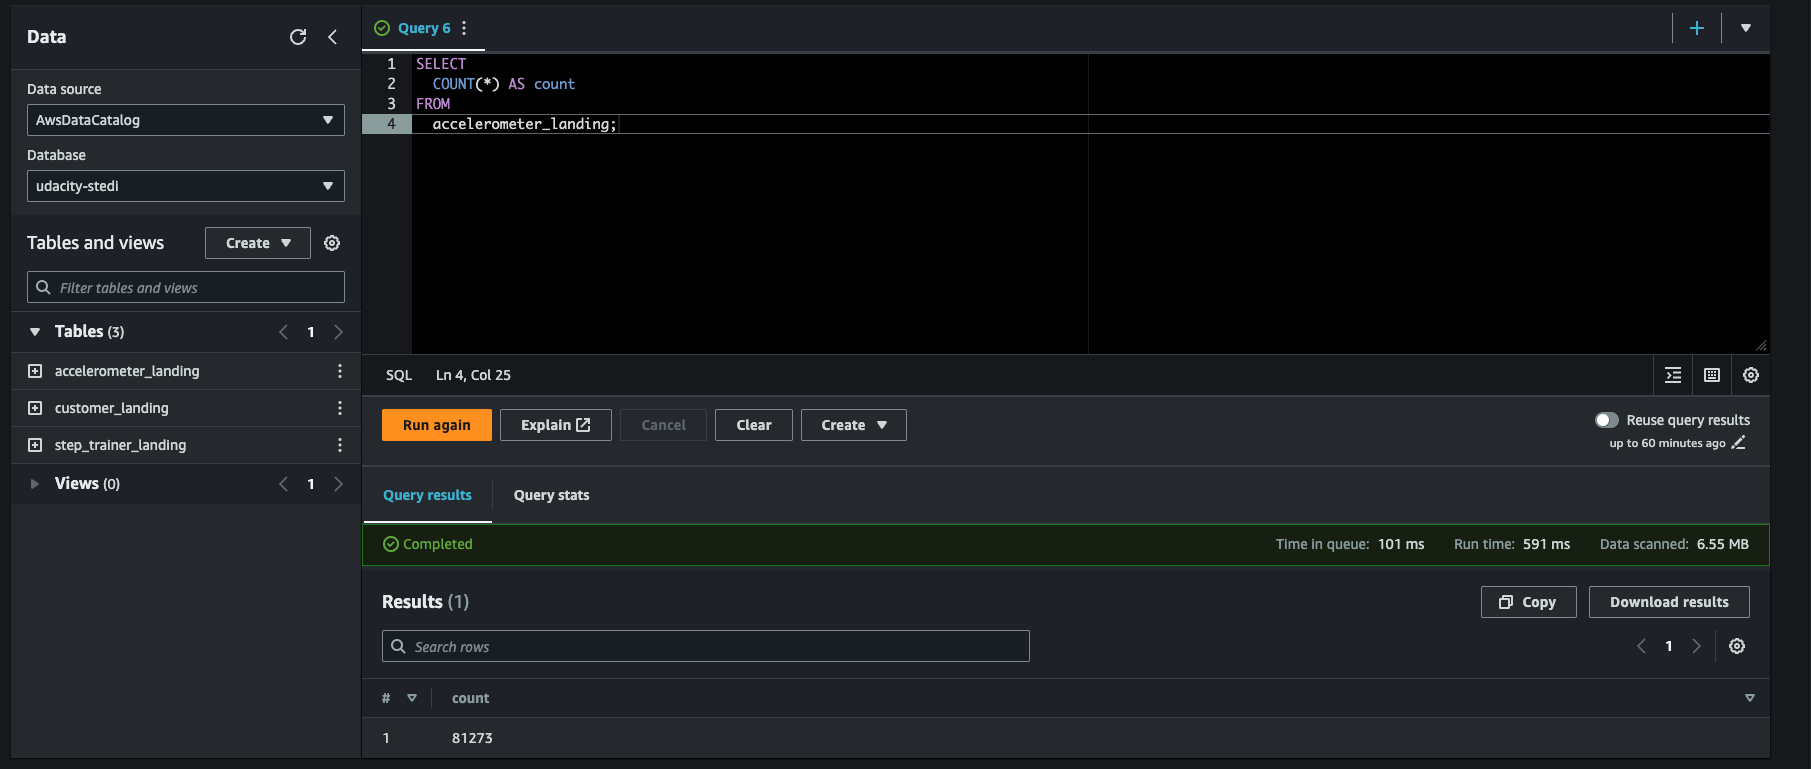 Data
Data source
AwsDataCatalog
Database
udacity-stedi
Tables and views
Create
Filter tables and views
Tables (3)
1
accelerometer_landing
customer_landing
step_trainer_landing
Views (0)
1
Query 6
1 SELECT
2 COUNT(*) AS count
3 FROM
4 accelerometer_landing;
SQL Ln 4, Col 25
Run again Explain Cancel Clear Create
Reuse query results
up to 60 minutes ago
Query results Query stats
Completed Time in queue: 101 ms Run time: 591 ms Data scanned: 6.55 MB
Results (1) Copy Download results
Search rows 1
# count
1 81273